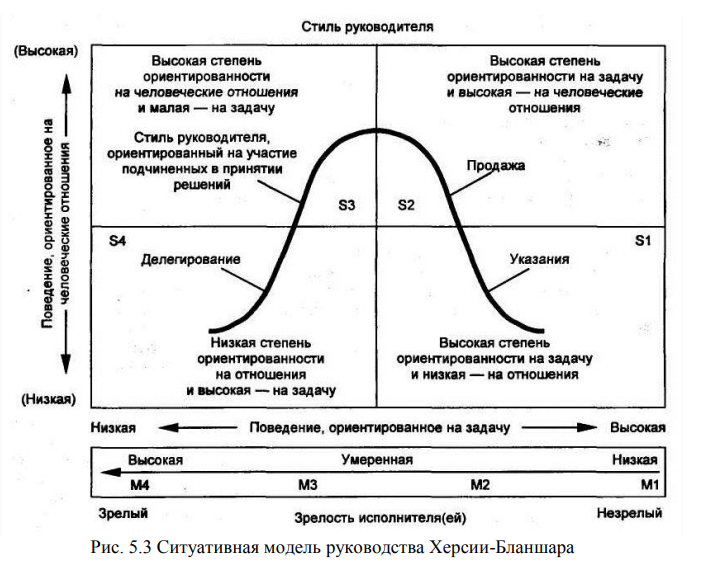 Стиль руководителя
(Высокая)
Высокая степень
ориентированности
на человеческие отношения
и малая — на задачу
Высокая степень
ориентированности на задачу
и высокая — на человеческие
отношения
Стиль руководителя,
ориентированный на участие
подчиненных в принятии
решений
Продажа
S3
S2
S4
S1
Делегирование
Указания
Поведение, ориентированное на
человеческие отношения
Низкая степень
ориентированности
на отношения
и высокая — на задачу
Высокая степень
ориентированности на задачу
и низкая — на отношения
(Низкая)
Низкая
Поведение, ориентированное на задачу
Высокая
Высокая
Умеренная
Низкая
М4
М3
М2
М1
Зрелый
Зрелость исполнителя(ей)
Незрелый
Рис. 5.3 Ситуативная модель руководства Херсии-Бланшара